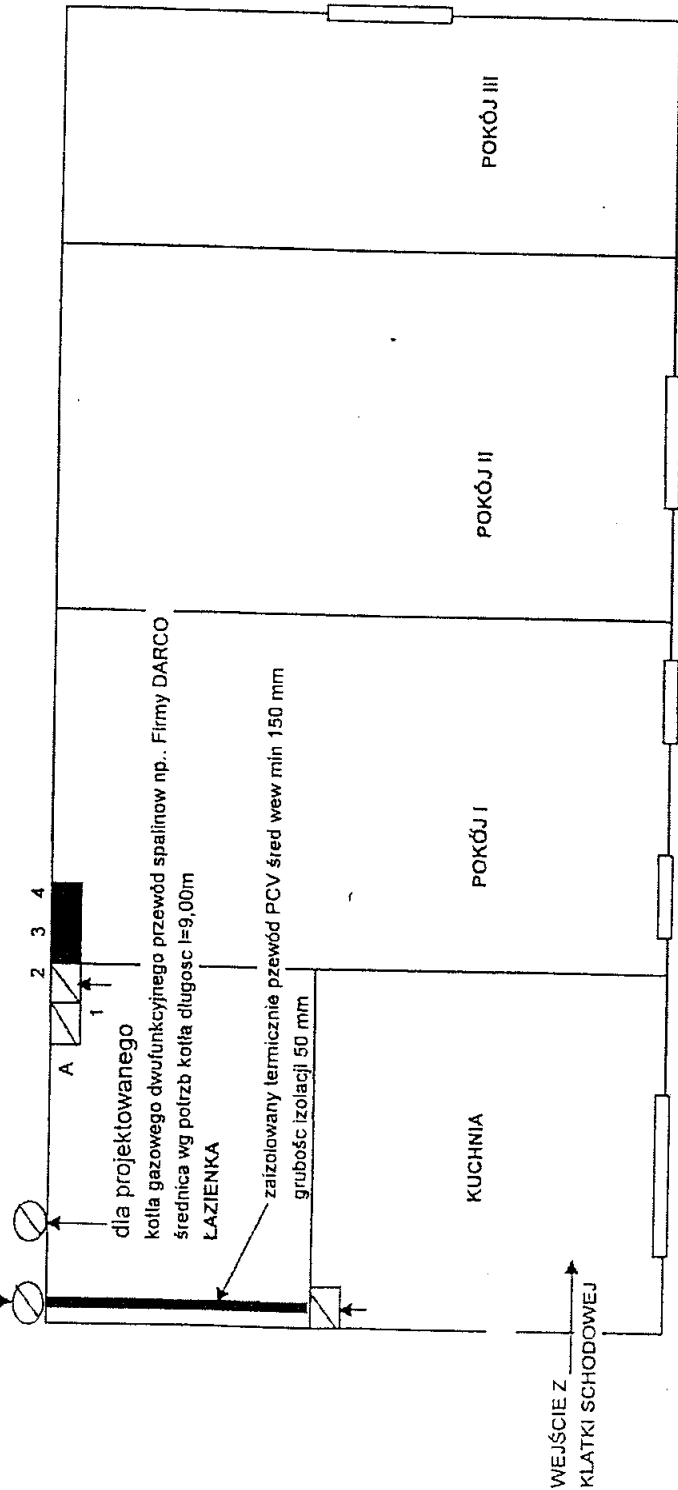 2 3 4
A
1
dla projektowanego
kotła gazowego dwufunkcyjnego przewód spalinow np.. Firmy DARCO
średnica wg potrzb kotła długosc l=9,00m
ŁAZIENKA
zaizolowany termicznie pzewód PCV śred wew min 150 mm
grubośc izolacji 50 mm
KUCHNIA
POKÓJ I
POKÓJ II
POKÓJ III
WEJŚCIE Z
KLATKI SCHODOWEJ